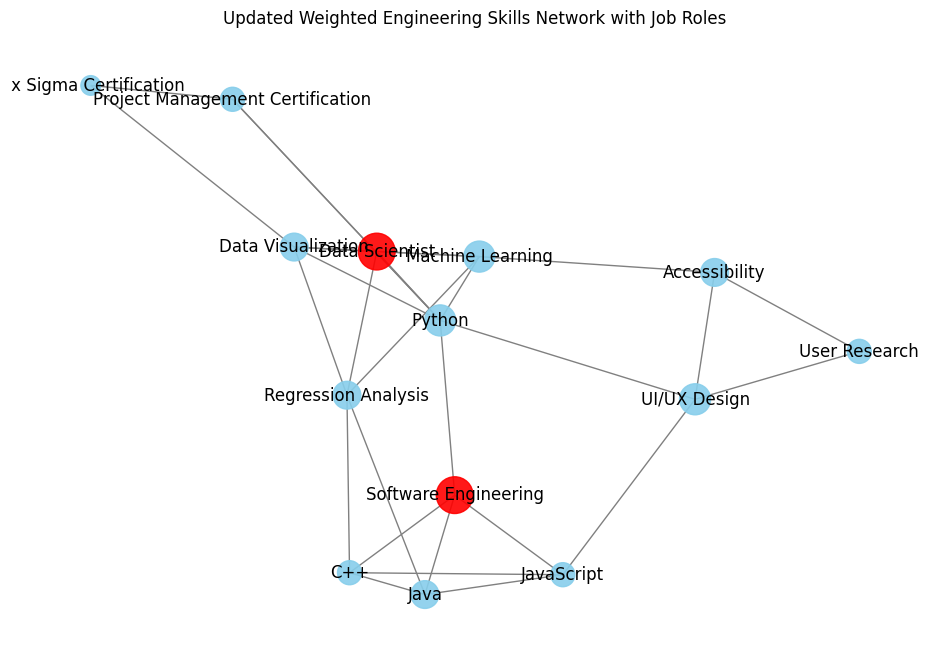 Updated Weighted Engineering Skills Network with Job Roles
x Sigma Certification
Project Management Certification
Data Visualization
Data Scientist
Machine Learning
Accessibility
Python
User Research
Regression Analysis
UI/UX Design
Software Engineering
C++
JavaScript
Java